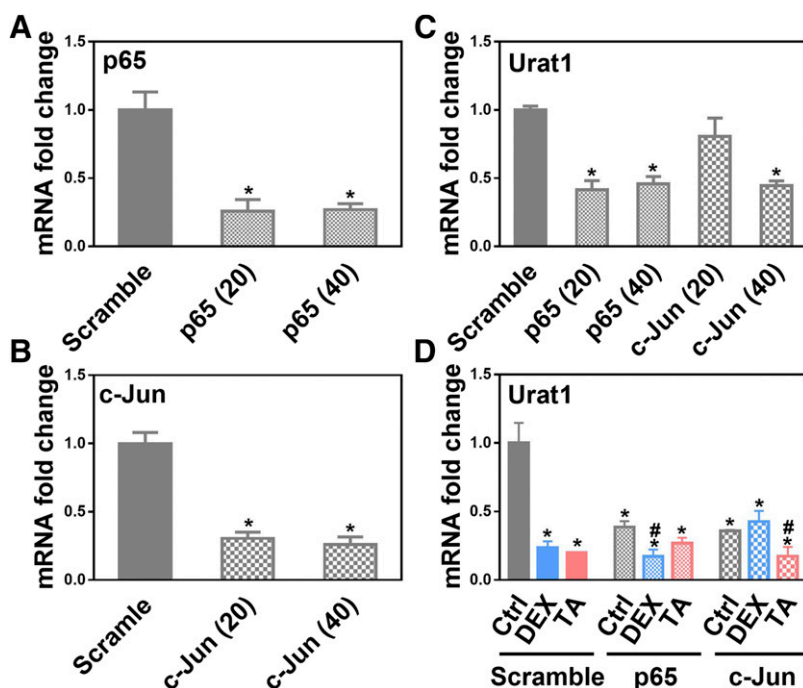 A
p65
mRNA fold change
1.5
1.0
0.5
0.0
Scramble
p65 (20)
p65 (40)
* *
B
c-Jun
mRNA fold change
1.5
1.0
0.5
0.0
Scramle
c-Jun (20)
c-Jun (40)
* *
C
Urat1
mRNA fold change
1.5
1.0
0.5
0.0
Scramble
p65 (20)
p65 (40)
c-Jun (20)
c-Jun (40)
* * *
D
Urat1
mRNA fold change
1.5
1.0
0.5
0.0
* * * # * * * * # *
Ctrl DEX TA Ctrl DEX TA Ctrl DEX TA
Scramble p65 c-Jun